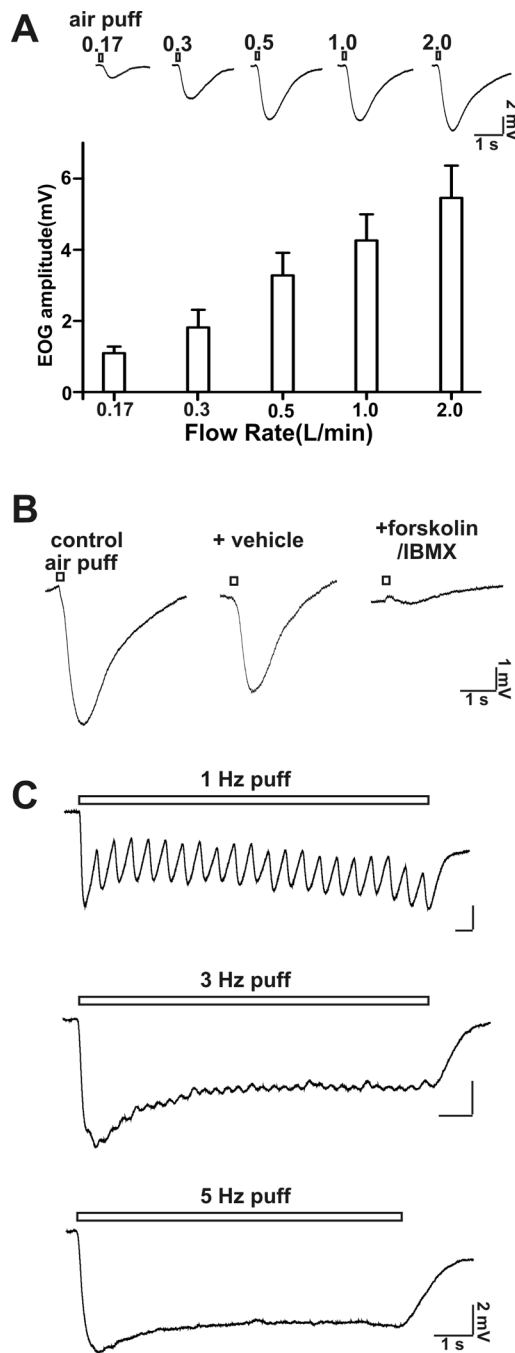 A
air puff
0.17 0.3 0.5 1.0 2.0
2 mV
1 s
EOG amplitude(mV)
6
4
2
0
0.17 0.3 0.5 1.0 2.0
Flow Rate(L/min)
B
control
air puff
+ vehicle
+forskolin
/IBMX
1 mV
1 s
C
1 Hz puff
3 Hz puff
5 Hz puff
2 mV
1 s